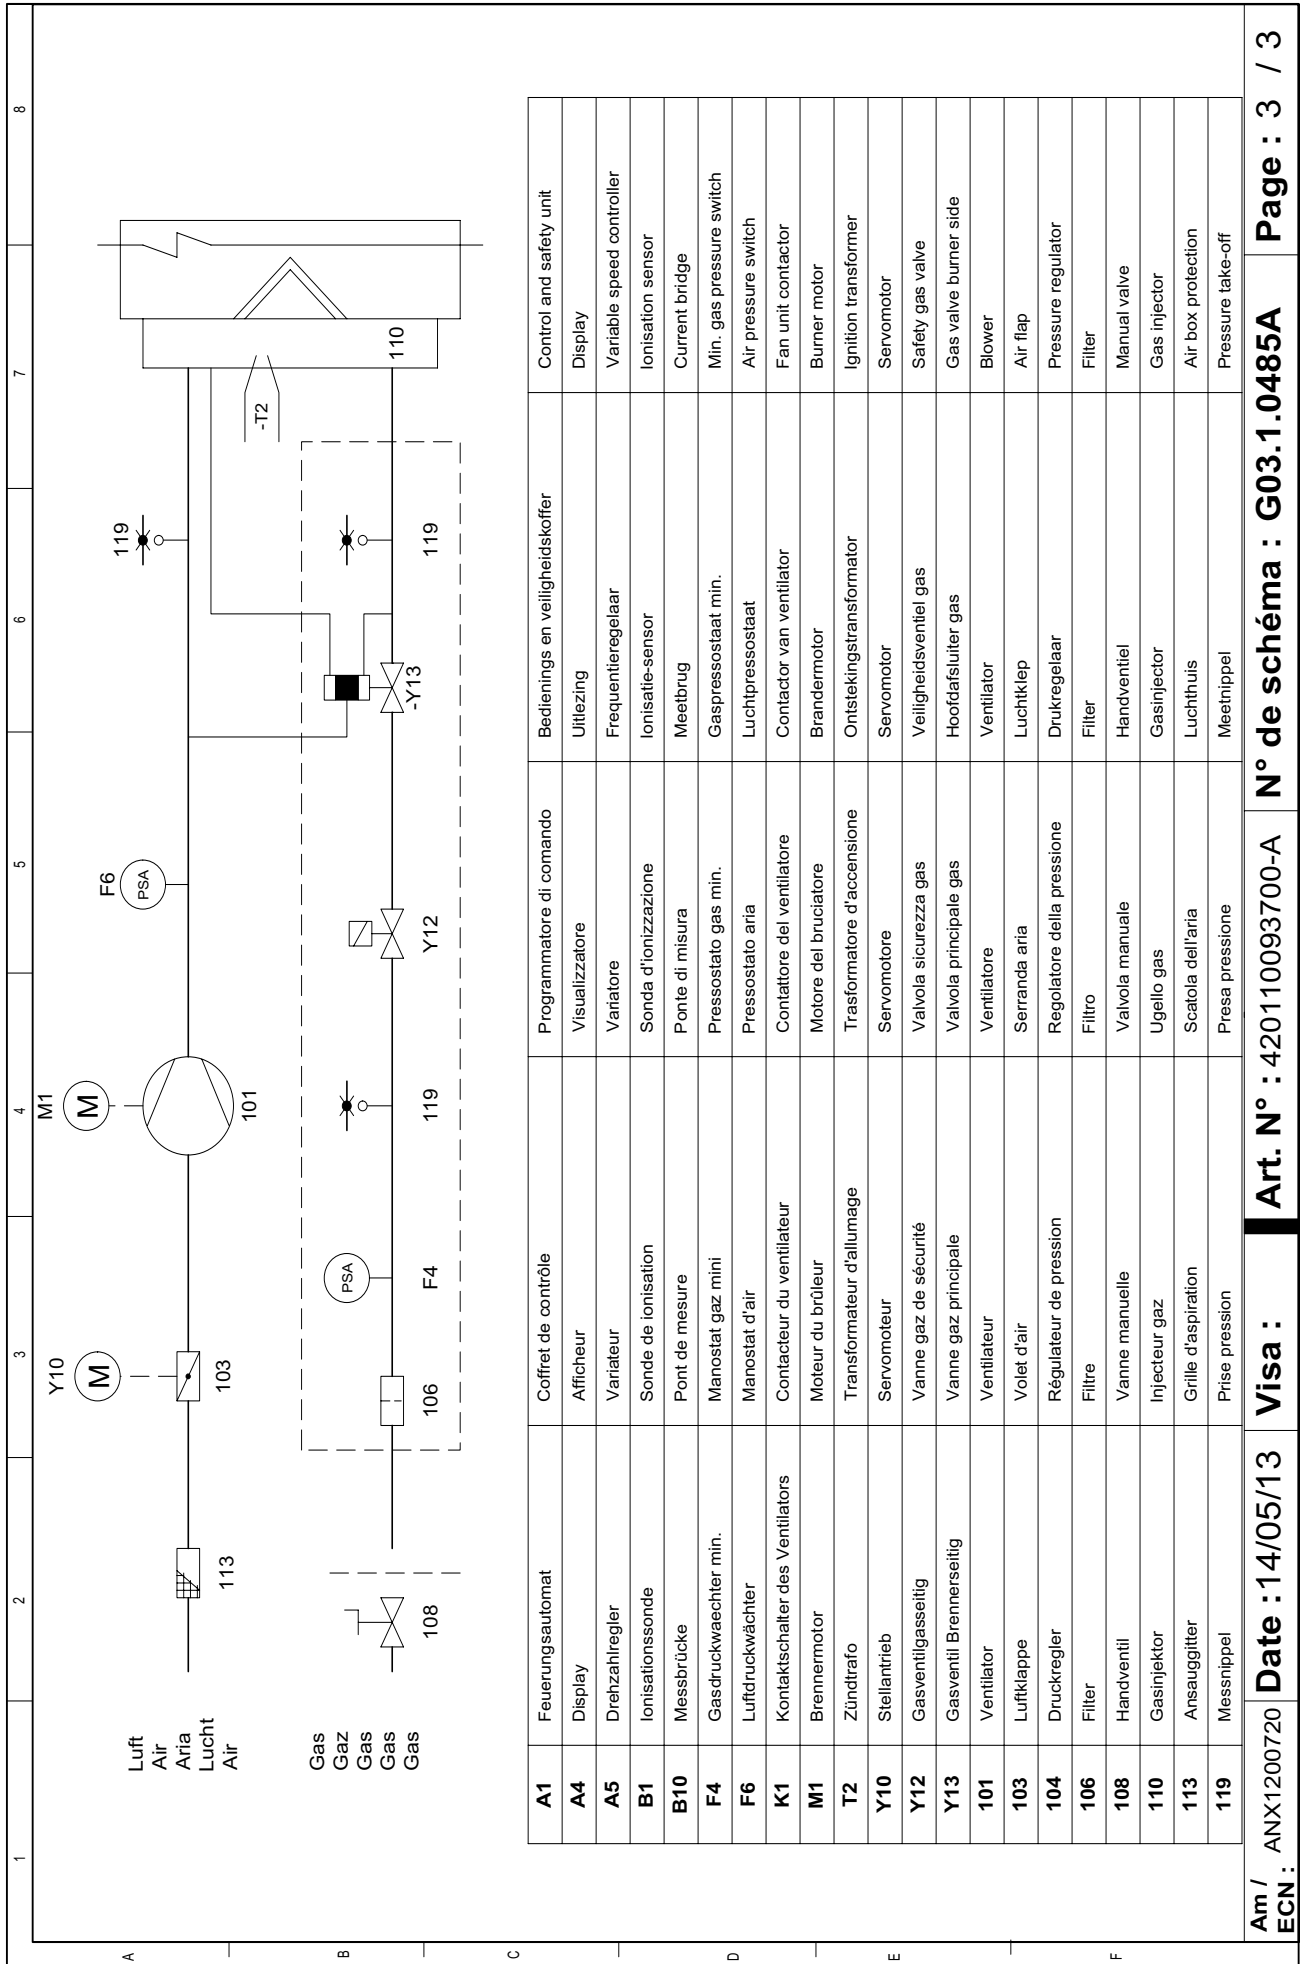 1 2 3 4 5 6 7 8
A
B
C
D
E
F
Luft
Air
Aria
Lucht
Air
Gas
Gaz
Gas
Gas
Gas
113
Y10
M
103
M1
M
101
F6
PSA
119
108
106
PSA
F4
119
Y12
-Y13
119
-T2
110
A1 Feuerungsautomat Coffret de contrôle Programmatore di comando Bedienings en veiligheidskoffer Control and safety unit
A4 Display Afficheur Visualizzatore Uitlezing Display
A5 Drehzahlregler Variateur Variatore Frequentieregelaar Variable speed controller
B1 Ionisationssonde Sonde de ionisation Sonda d'ionizzazione Ionisatie-sensor Ionisation sensor
B10 Messbrücke Pont de mesure Ponte di misura Meetbrug Current bridge
F4 Gasdruckwaechter min. Manostat gaz mini Pressostato gas min. Gaspressostaat min. Min. gas pressure switch
F6 Luftdruckwächter Manostat d'air Pressostato aria Luchtpressostaat Air pressure switch
K1 Kontaktschalter des Ventilators Contacteur du ventilateur Contattore del ventilatore Contactor van ventilator Fan unit contactor
M1 Brennermotor Moteur du brûleur Motore del bruciatore Brandermotor Burner motor
T2 Zündtrafo Transformateur d'allumage Trasformatore d'accensione Ontstekingstransformator Ignition transformer
Y10 Stellantrieb Servomoteur Servomotore Servomotor Servomotor
Y12 Gasventilgasseitig Vanne gaz de sécurité Valvola sicurezza gas Veiligheidsventiel gas Safety gas valve
Y13 Gasventil Brennerseitig Vanne gaz principale Valvola principale gas Hoofdafsluiter gas Gas valve burner side
101 Ventilator Ventilateur Ventilatore Ventilator Blower
103 Luftklappe Volet d'air Serranda aria Luchtklep Air flap
104 Druckregler Régulateur de pression Regolatore della pressione Drukregelaar Pressure regulator
106 Filter Filtre Filtro Filter Filter
108 Handventil Vanne manuelle Valvola manuale Handventiel Manual valve
110 Gasinjektor Injecteur gaz Ugello gas Gasinjector Gas injector
113 Ansauggitter Grille d'aspiration Scatola dell'aria Luchthuis Air box protection
119 Messnippel Prise pression Presa pressione Meetnippel Pressure take-off
Am / ECN : ANX1200720 Date :14/05/13 Visa : Art. N° : 420110093700-A N° de schéma : G03.1.0485A Page : 3 / 3